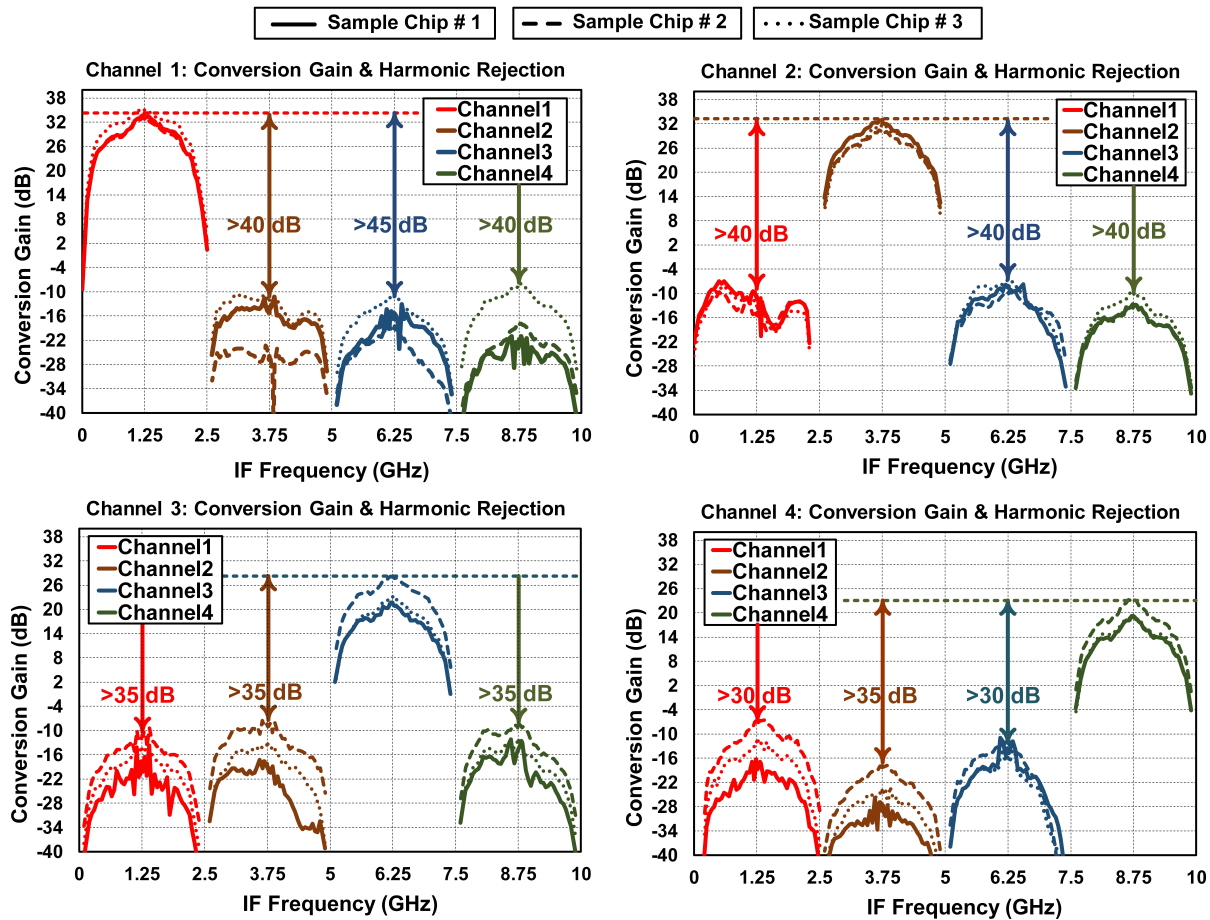 Sample Chip # 1
Sample Chip # 2
Sample Chip # 3
Channel 1: Conversion Gain & Harmonic Rejection
Conversion Gain (dB)
38
32
26
20
14
8
2
-4
-10
-16
-22
-28
-34
-40
Channel1
Channel2
Channel3
Channel4
>40 dB
>45 dB
>40 dB
0
1.25
2.5
3.75
5
6.25
7.5
8.75
10
IF Frequency (GHz)
Channel 2: Conversion Gain & Harmonic Rejection
Conversion Gain (dB)
38
32
26
20
14
8
2
-4
-10
-16
-22
-28
-34
-40
Channel1
Channel2
Channel3
Channel4
>40 dB
>40 dB
>40 dB
0
1.25
2.5
3.75
5
6.25
7.5
8.75
10
IF Frequency (GHz)
Channel 3: Conversion Gain & Harmonic Rejection
Conversion Gain (dB)
38
32
26
20
14
8
2
-4
-10
-16
-22
-28
-34
-40
Channel1
Channel2
Channel3
Channel4
>35 dB
>35 dB
>35 dB
0
1.25
2.5
3.75
5
6.25
7.5
8.75
10
IF Frequency (GHz)
Channel 4: Conversion Gain & Harmonic Rejection
Conversion Gain (dB)
38
32
26
20
14
8
2
-4
-10
-16
-22
-28
-34
-40
Channel1
Channel2
Channel3
Channel4
>30 dB
>35 dB
>30 dB
0
1.25
2.5
3.75
5
6.25
7.5
8.75
10
IF Frequency (GHz)